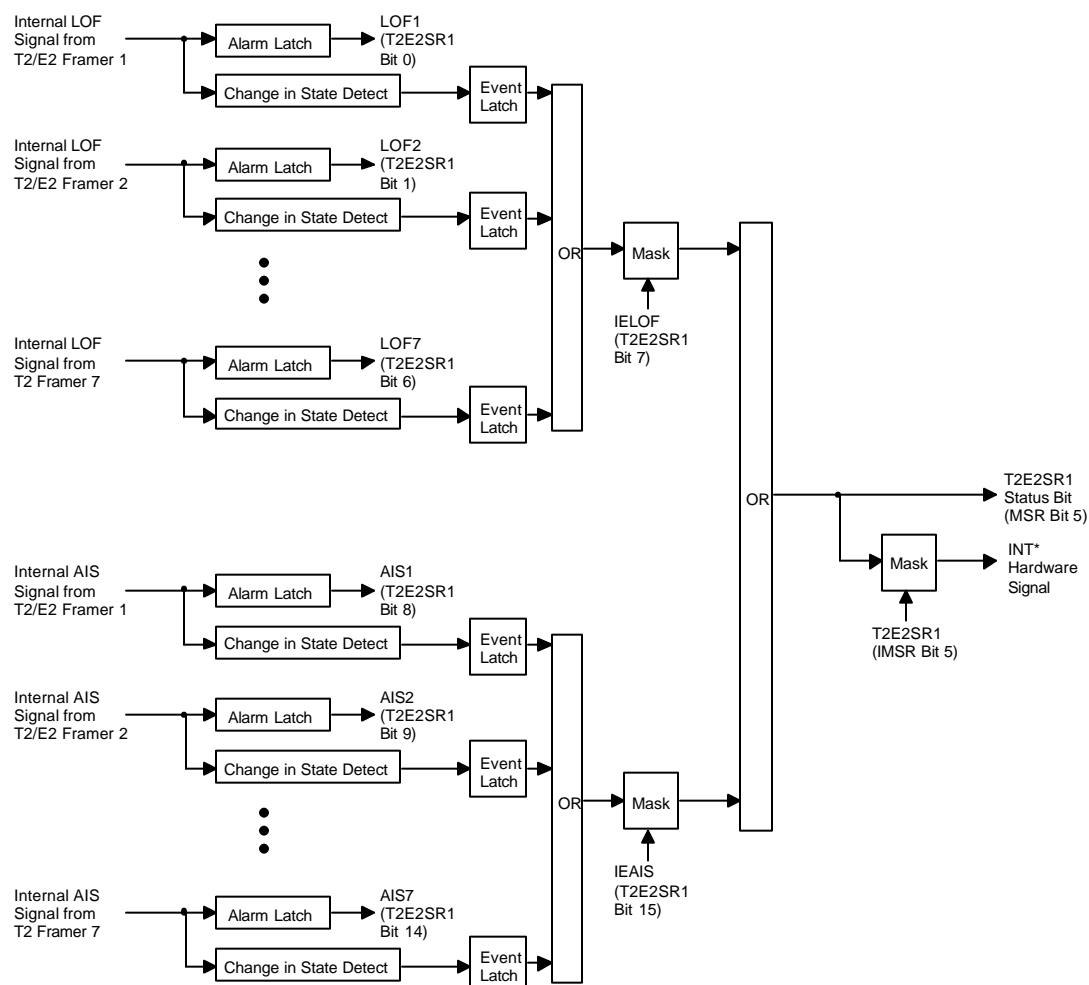 Internal LOF
Signal from
T2/E2 Framer 1
Alarm Latch
LOF1
(T2E2SR1
Bit 0)
Change in State Detect
Event
Latch
Internal LOF
Signal from
T2/E2 Framer 2
Alarm Latch
LOF2
(T2E2SR1
Bit 1)
Change in State Detect
Event
Latch
OR
Mask
IELOF
(T2E2SR1
Bit 7)
Internal LOF
Signal from
T2 Framer 7
Alarm Latch
LOF7
(T2E2SR1
Bit 6)
Change in State Detect
Event
Latch
OR
T2E2SR1
Status Bit
(MSR Bit 5)
Mask
INT*
Hardware
Signal
T2E2SR1
(IMSR Bit 5)
Internal AIS
Signal from
T2/E2 Framer 1
Alarm Latch
AIS1
(T2E2SR1
Bit 8)
Change in State Detect
Event
Latch
Internal AIS
Signal from
T2/E2 Framer 2
Alarm Latch
AIS2
(T2E2SR1
Bit 9)
Change in State Detect
Event
Latch
OR
Mask
IEAIS
(T2E2SR1
Bit 15)
Internal AIS
Signal from
T2 Framer 7
Alarm Latch
AIS7
(T2E2SR1
Bit 14)
Change in State Detect
Event
Latch